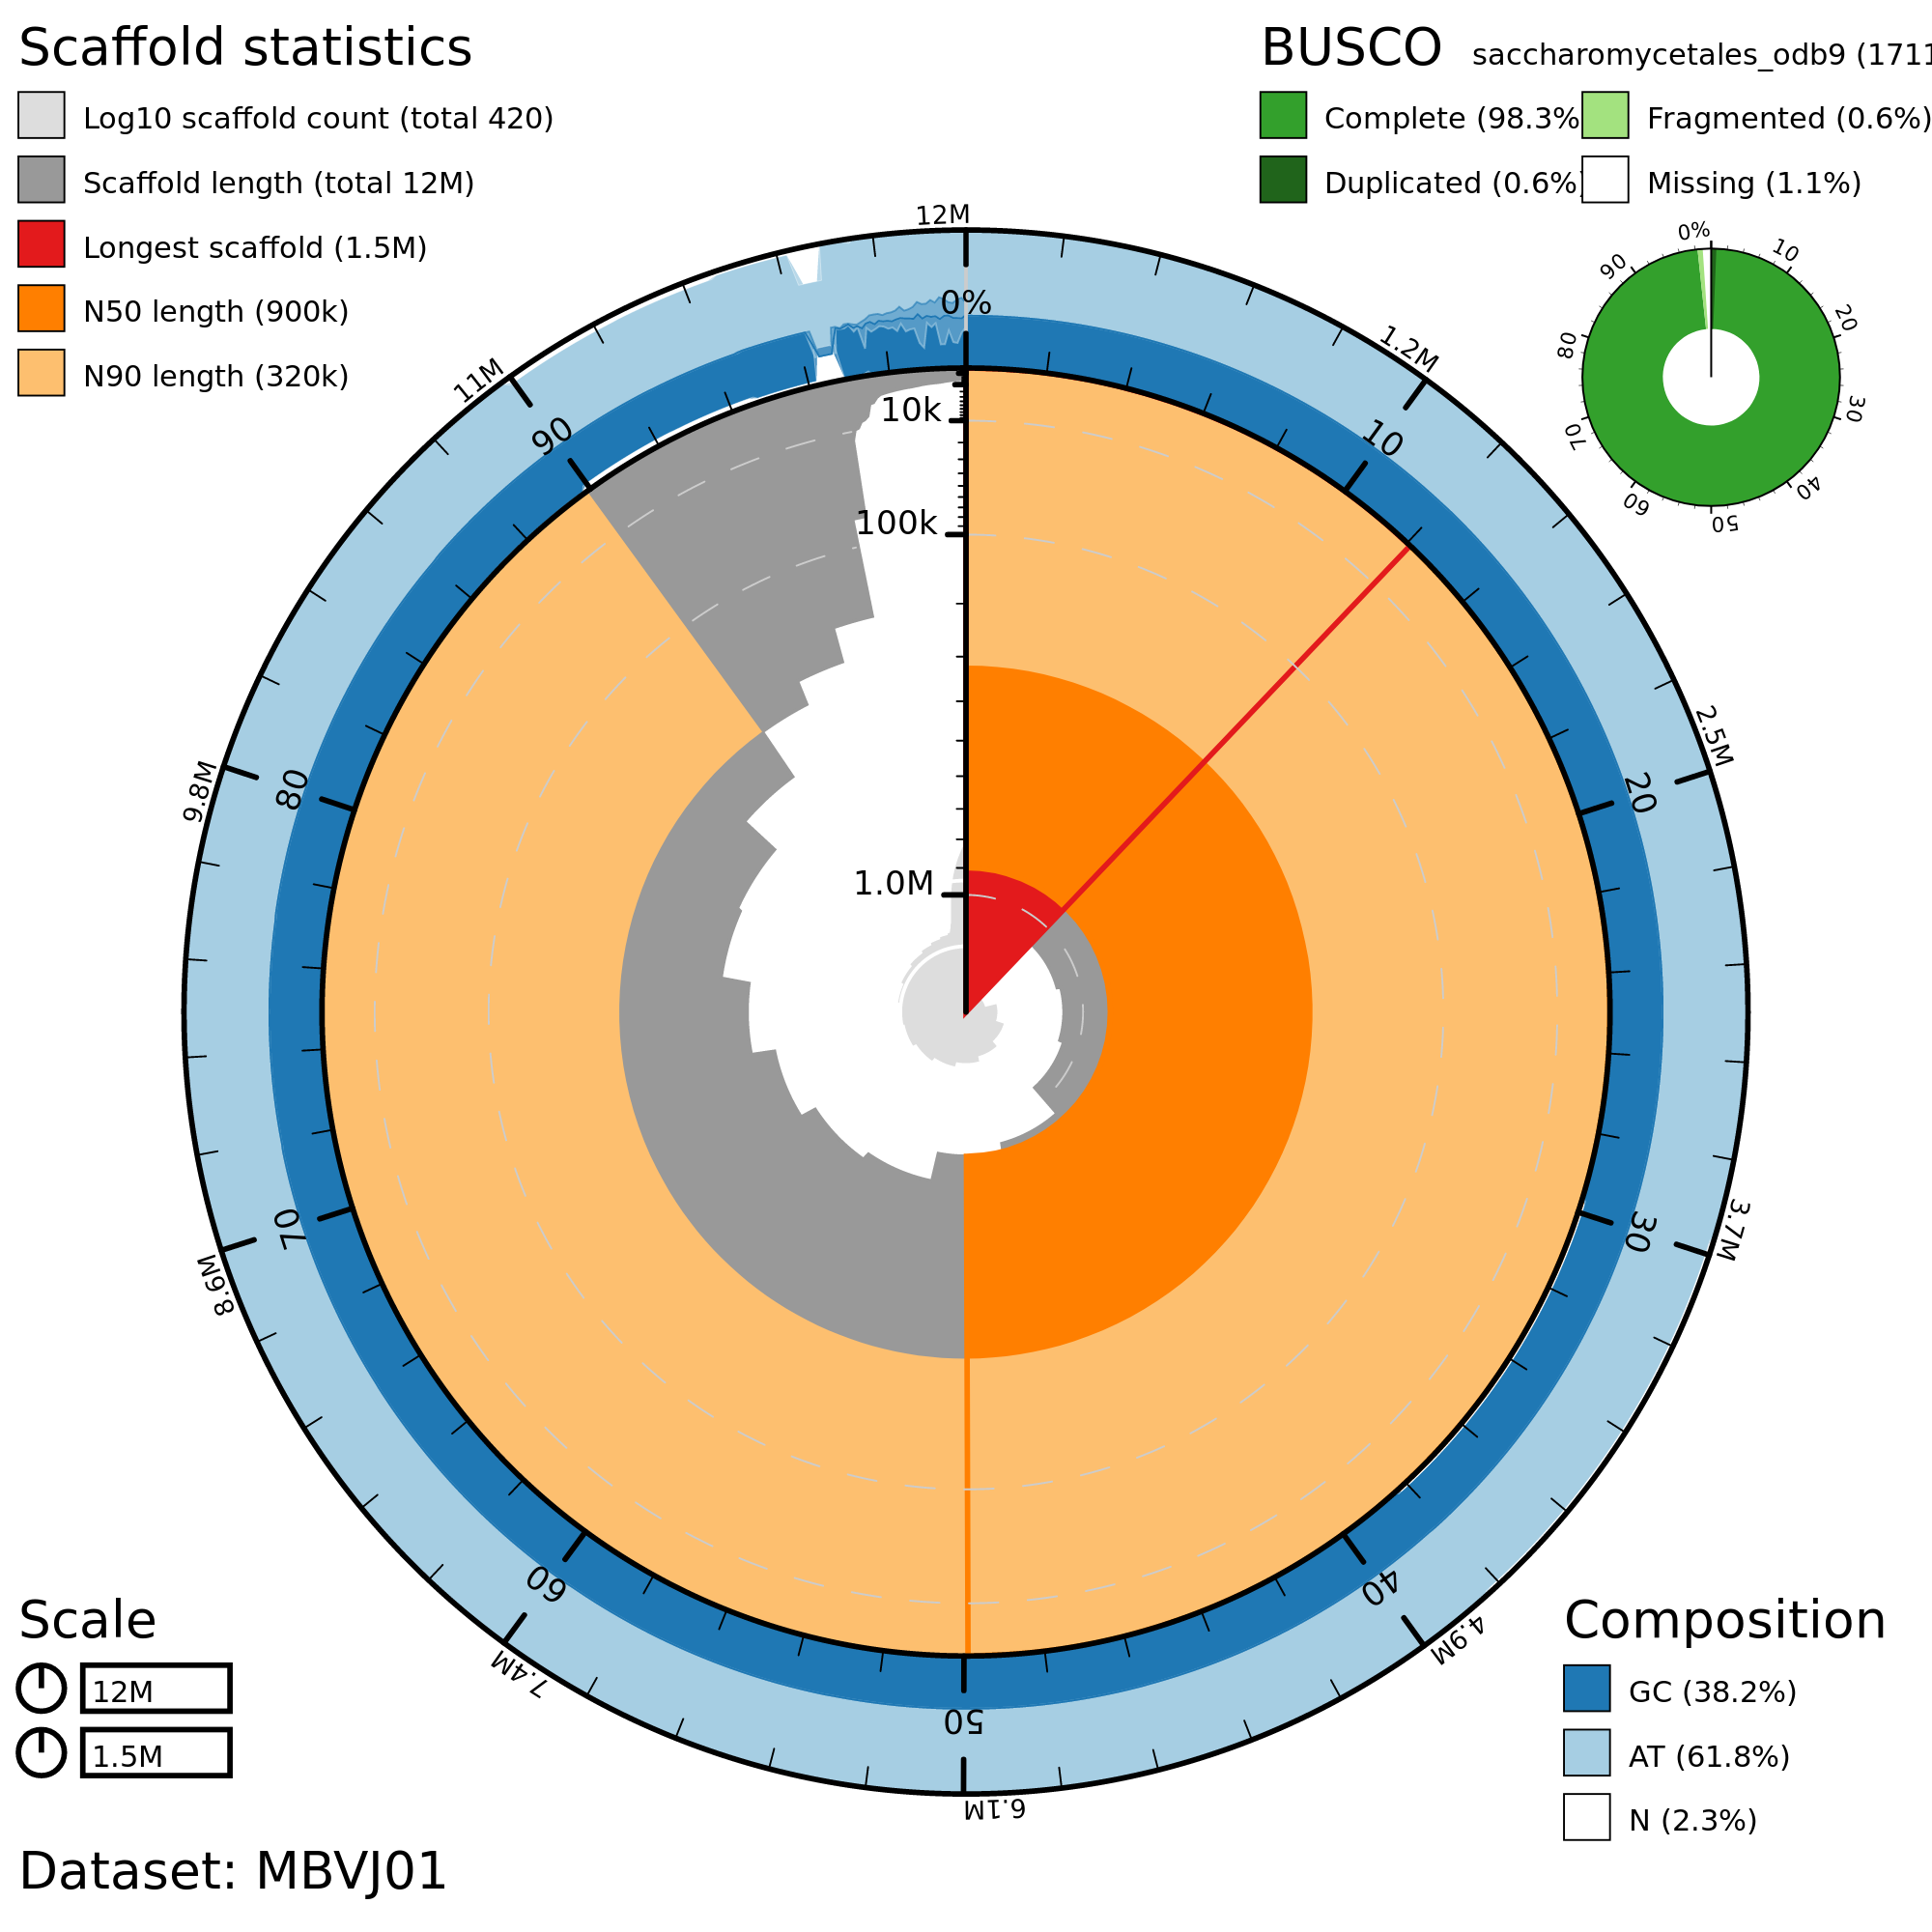 Scaffold statistics
Log10 scaffold count (total 420)
Scaffold length (total 12M)
Longest scaffold (1.5M)
N50 length (900k)
N90 length (320k)
BUSCO saccharomycetales_odb9 (1711
Complete (98.3%
Fragmented (0.6%)
Duplicated (0.6%)
Missing (1.1%)
0%
10
20
30
40
50
60
70
80
90
12M
1.2M
2.5M
3.7M
4.9M
6.1M
7.4M
8.6M
9.8M
11M
0%
10
20
30
40
50
60
70
80
90
10k
100k
1.0M
Scale
12M
1.5M
Composition
GC (38.2%)
AT (61.8%)
N (2.3%)
Dataset: MBVJ01